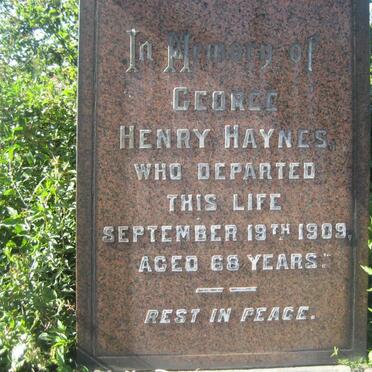 In Memory of
GEORGE
HENRY HAYNES,
WHO DEPARTED
THIS LIFE
SEPTEMBER 19TH 1909,
AGED 68 YEARS.
REST IN PEACE.